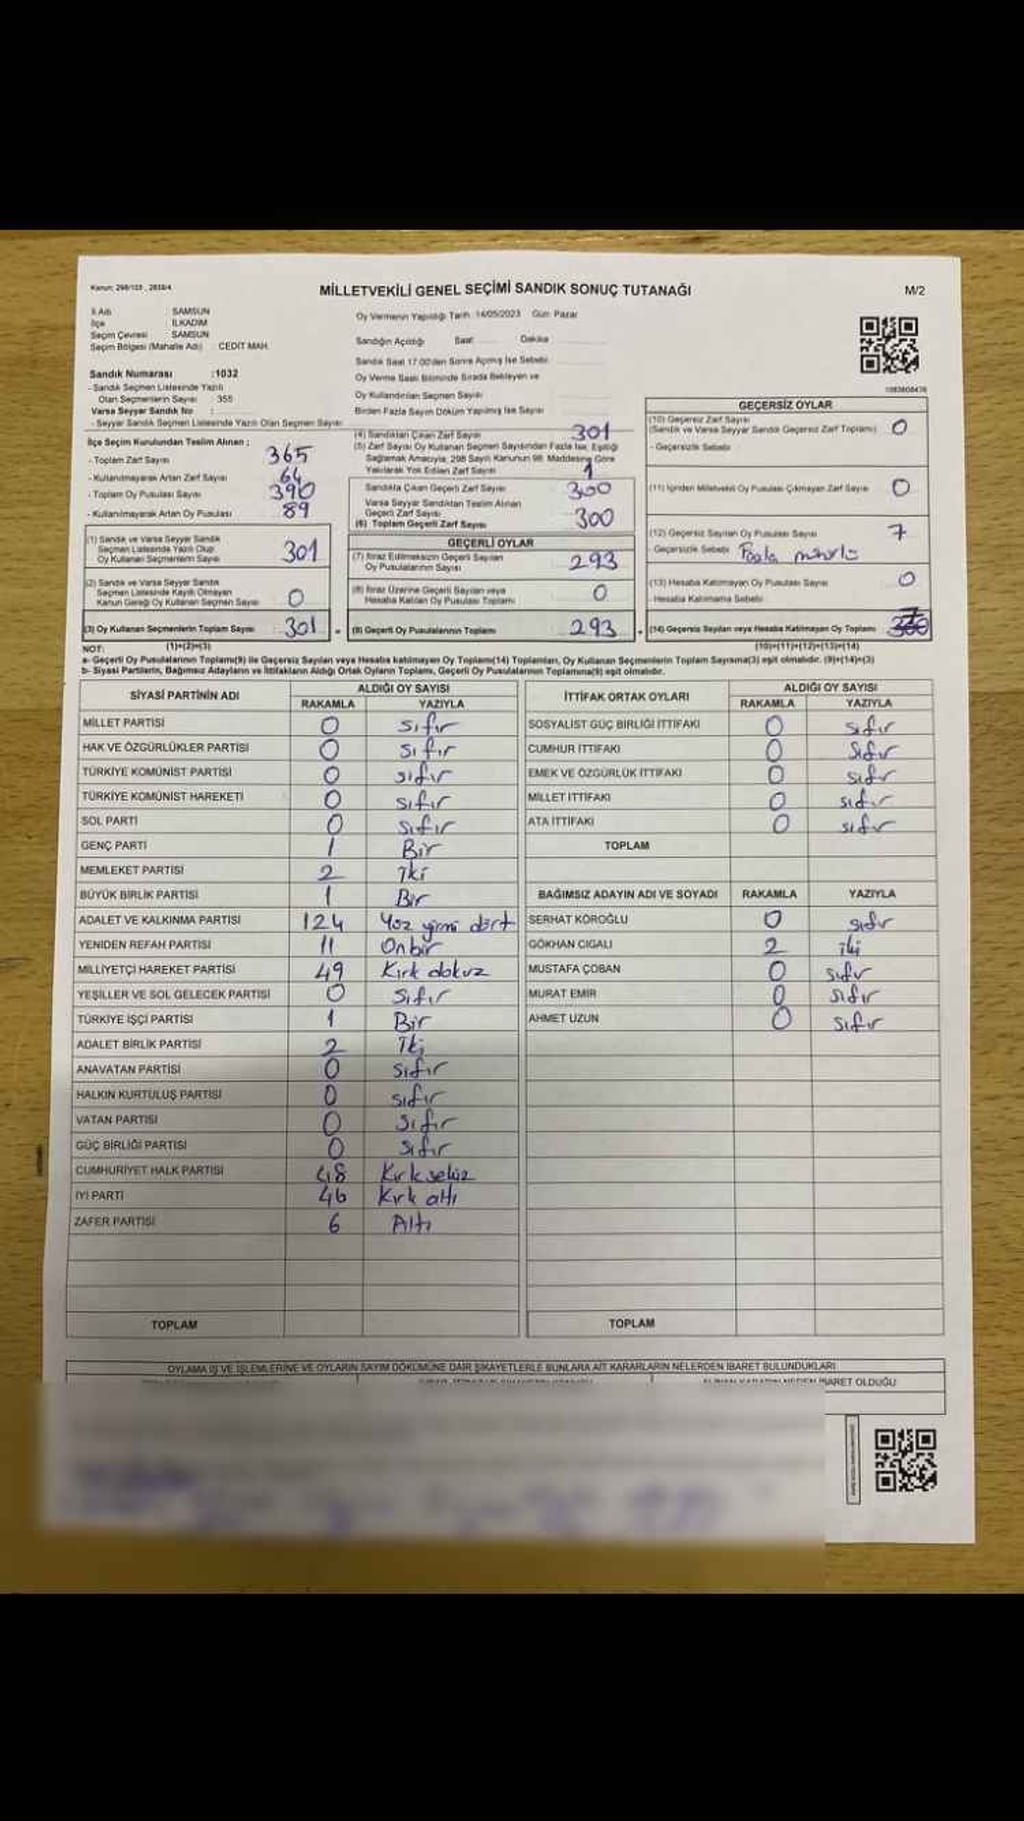 Kanun: 298/103 , 2839/4
MİLLETVEKİLİ GENEL SEÇİMİ SANDIK SONUÇ TUTANAĞI
M/2
İl Adı : SAMSUN
İlçe : İLKADIM
Seçim Çevresi : SAMSUN
Seçim Bölgesi (Mahalle Adı) : CEDİT MAH.
Sandık Numarası :1032
- Sandık Seçmen Listesinde Yazılı
Olan Seçmenlerin Sayısı : 355
Varsa Seyyar Sandık No :
- Seyyar Sandık Seçmen Listesinde Yazılı Olan Seçmen Sayısı
Oy Vermenin Yapıldığı Tarih: 14/05/2023 Gün: Pazar
Sandığın Açıldığı Saat Dakika
Sandık Saat 17.00'den Sonra Açılmış İse Sebebi
Oy Verme Saati Bitiminde Sırada Bekleyen ve
Oy Kullandırılan Seçmen Sayısı
Birden Fazla Sayım Döküm Yapılmış İse Sayısı
İlçe Seçim Kurulundan Teslim Alınan ;
- Toplam Zarf Sayısı 365
- Kullanılmayarak Artan Zarf Sayısı 64
- Toplam Oy Pusulası Sayısı 390
- Kullanılmayarak Artan Oy Pusulası 89
(1) Sandık ve Varsa Seyyar Sandık
Seçmen Listesinde Yazılı Olup
Oy Kullanan Seçmenlerin Sayısı 301
(2) Sandık ve Varsa Seyyar Sandık
Seçmen Listesinde Kayıtlı Olmayan
Kanun Gereği Oy Kullanan Seçmen Sayısı 0
(3) Oy Kullanan Seçmenlerin Toplam Sayısı 301
(1)+(2)=(3)
(4) Sandıktan Çıkan Zarf Sayısı 301
(5) Zarf Sayısı Oy Kullanan Seçmen Sayısından Fazla İse, Eşitliği
Sağlamak Amacıyla, 298 Sayılı Kanunun 98. Maddesine Göre
Yakılarak Yok Edilen Zarf Sayısı 1
Sandıkta Çıkan Geçerli Zarf Sayısı 300
Varsa Seyyar Sandıktan Teslim Alınan
Geçerli Zarf Sayısı
(6) Toplam Geçerli Zarf Sayısı 300
GEÇERLİ OYLAR
(7) İtiraz Edilmeksizin Geçerli Sayılan
Oy Pusulalarının Sayısı 293
(8) İtiraz Üzerine Geçerli Sayılan veya
Hesaba Katılan Oy Pusulası Toplamı 0
(9) Geçerli Oy Pusulalarının Toplamı 293
GEÇERSİZ OYLAR
(10) Geçersiz Zarf Sayısı
(Sandık ve Varsa Seyyar Sandık Geçersiz Zarf Toplamı) 0
- Geçersizlik Sebebi
(11) İçinden Milletvekili Oy Pusulası Çıkmayan Zarf Sayısı 0
(12) Geçersiz Sayılan Oy Pusulası Sayısı 7
- Geçersizlik Sebebi Fazla mühür
(13) Hesaba Katılmayan Oy Pusulası Sayısı 0
- Hesaba Katılmama Sebebi
(14) Geçersiz Sayılan veya Hesaba Katılmayan Oy Toplamı 7
(10)+(11)+(12)+(13)=(14)
NOT:
a- Geçerli Oy Pusulalarının Toplamı(9) ile Geçersiz Sayılan veya Hesaba katılmayan Oy Toplamı(14) Toplamları, Oy Kullanan Seçmenlerin Toplam Sayısına(3) eşit olmalıdır. (9)+(14)=(3)
b- Siyasi Partilerin, Bağımsız Adayların ve İttifakların Aldığı Ortak Oyların Toplamı, Geçerli Oy Pusulalarının Toplamına(9) eşit olmalıdır.
SİYASİ PARTİNİN ADI ALDIĞI OY SAYISI
RAKAMLA YAZIYLA
MİLLET PARTİSİ 0 sıfır
HAK VE ÖZGÜRLÜKLER PARTİSİ 0 sıfır
TÜRKİYE KOMÜNİST PARTİSİ 0 sıfır
TÜRKİYE KOMÜNİST HAREKETİ 0 sıfır
SOL PARTİ 0 sıfır
GENÇ PARTİ 1 Bir
MEMLEKET PARTİSİ 2 iki
BÜYÜK BİRLİK PARTİSİ 1 Bir
ADALET VE KALKINMA PARTİSİ 124 Yüz yirmi dört
YENİDEN REFAH PARTİSİ 11 Onbir
MİLLİYETÇİ HAREKET PARTİSİ 49 Kırk dokuz
YEŞİLLER VE SOL GELECEK PARTİSİ 0 sıfır
TÜRKİYE İŞÇİ PARTİSİ 1 Bir
ADALET BİRLİK PARTİSİ 2 İki
ANAVATAN PARTİSİ 0 sıfır
HALKIN KURTULUŞ PARTİSİ 0 sıfır
VATAN PARTİSİ 0 sıfır
GÜÇ BİRLİĞİ PARTİSİ 0 sıfır
CUMHURİYET HALK PARTİSİ 48 Kırk sekiz
İYİ PARTİ 46 Kırk altı
ZAFER PARTİSİ 6 Altı
TOPLAM
İTTİFAK ORTAK OYLARI ALDIĞI OY SAYISI
RAKAMLA YAZIYLA
SOSYALİST GÜÇ BİRLİĞİ İTTİFAKI 0 sıfır
CUMHUR İTTİFAKI 0 sıfır
EMEK VE ÖZGÜRLÜK İTTİFAKI 0 sıfır
MİLLET İTTİFAKI 0 sıfır
ATA İTTİFAKI 0 sıfır
TOPLAM
BAĞIMSIZ ADAYIN ADI VE SOYADI RAKAMLA YAZIYLA
SERHAT KÖROĞLU 0 sıfır
GÖKHAN CIGALI 2 iki
MUSTAFA ÇOBAN 0 sıfır
MURAT EMİR 0 sıfır
AHMET UZUN 0 sıfır
TOPLAM
OYLAMA İŞ VE İŞLEMLERİNE VE OYLARIN SAYIM DÖKÜMÜNE DAİR ŞİKAYETLERLE BUNLARA AİT KARARLARIN NELERDEN İBARET BULUNDUKLARI
ALINAN KARARIN NEDEN İBARET OLDUĞU